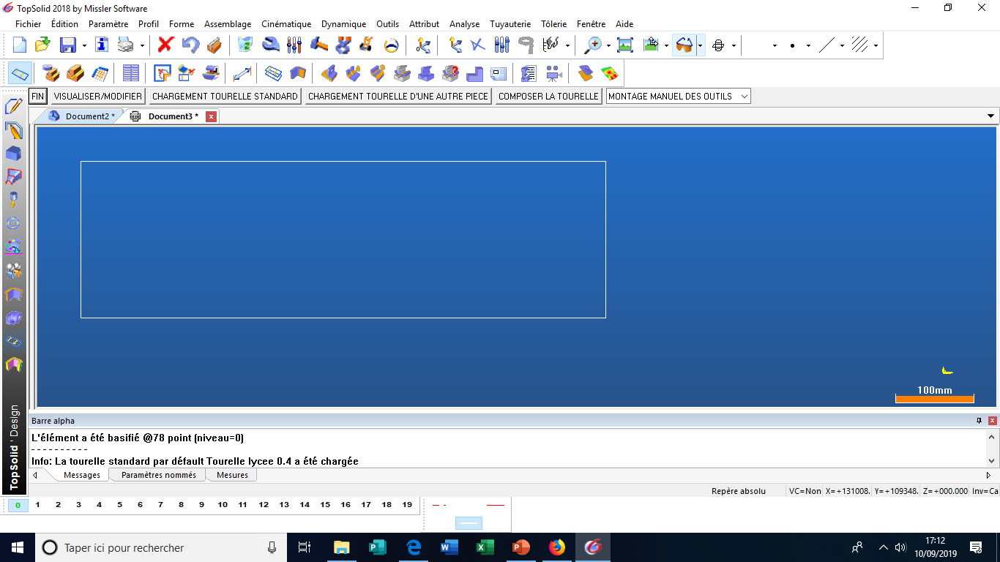 TopSolid 2018 by Missler Software
Fichier Édition Paramètre Profil Forme Assemblage Cinématique Dynamique Outils Attribut Analyse Tuyauterie Tôlerie Fenêtre Aide
FIN VISUALISER/MODIFIER CHARGEMENT TOURELLE STANDARD CHARGEMENT TOURELLE D'UNE AUTRE PIECE COMPOSE LA TOURELLE MONTAGE MANUEL DES OUTILS
Document2 * Document3 *
100mm
TopSolid ' Design
Barre alpha
L'élément a été basifié @78 point (niveau=0)
- - - - - - - - - -
Info: La tourelle standard par défaut Tourelle lycee 0.4 a été chargée
Messages Paramètres nommés Mesures
Repère absolu VC=Non X=+131008. Y=+109348. Z=+000.000 Inv=Ca
0 1 2 3 4 5 6 7 8 9 10 11 12 13 14 15 16 17 18 19
Taper ici pour rechercher
17:12
10/09/2019